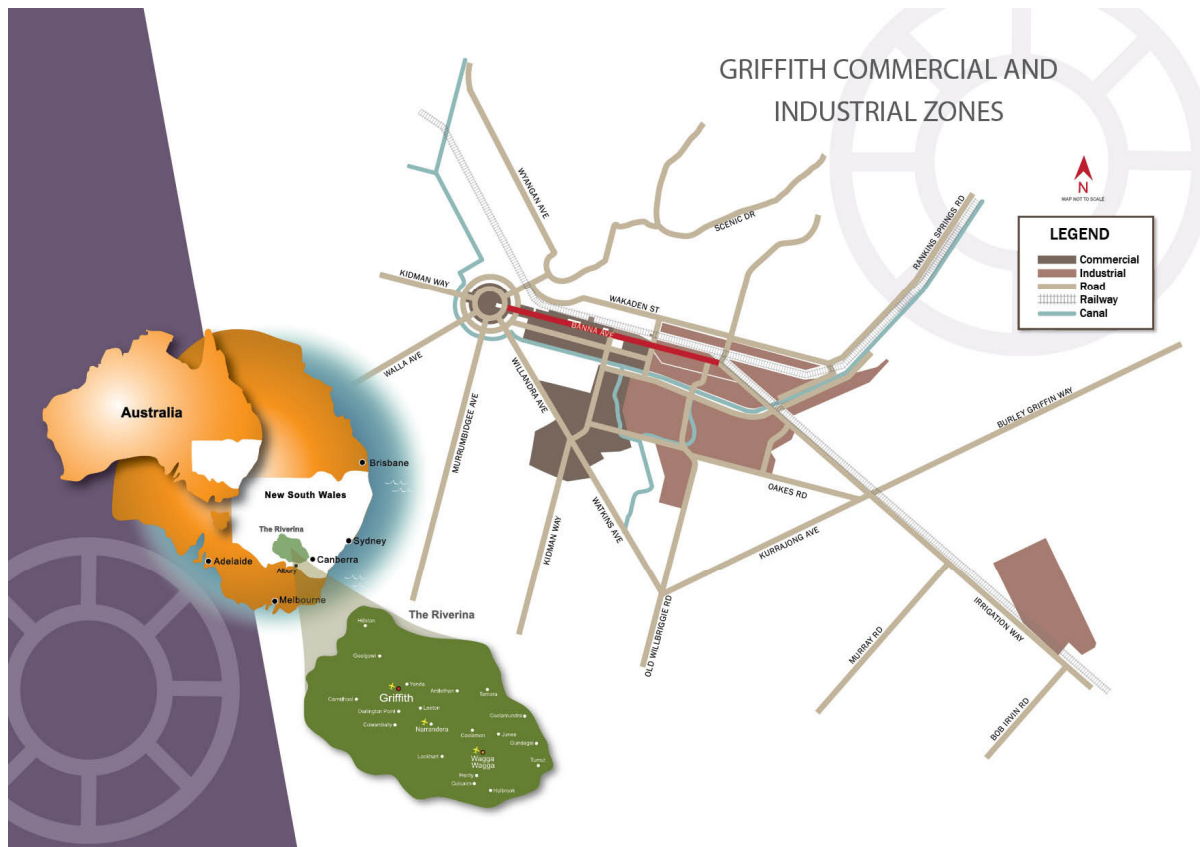 GRIFFITH COMMERCIAL AND
INDUSTRIAL ZONES
N
MAP NOT TO SCALE
LEGEND
Commercial
Industrial
Road
Railway
Canal
WYANGAN AVE
SCENIC DR
RANKINS SPRINGS RD
KIDMAN WAY
WAKADEN ST
BANNA AVE
WALLA AVE
MURRUMBIDGEE AVE
WILLANDRA AVE
BURLEY GRIFFIN WAY
OAKES RD
WATKINS AVE
KIDMAN WAY
KURRAJONG AVE
OLD WILLBRIGGIE RD
MURRAY RD
IRRIGATION WAY
BOB IRVIN RD
Australia
Brisbane
New South Wales
The Riverina
Sydney
Canberra
Adelaide
Albury
Melbourne
The Riverina
Hillston
Goolgowi
Yenda
Griffith
Ardlethan
Temora
Carrathool
Leeton
Darlington Point
Cootamundra
Coleambally
Narrandera
Coolamon
Junee
Gundagai
Wagga
Wagga
Lockhart
Tumut
Henty
Culcairn
Holbrook